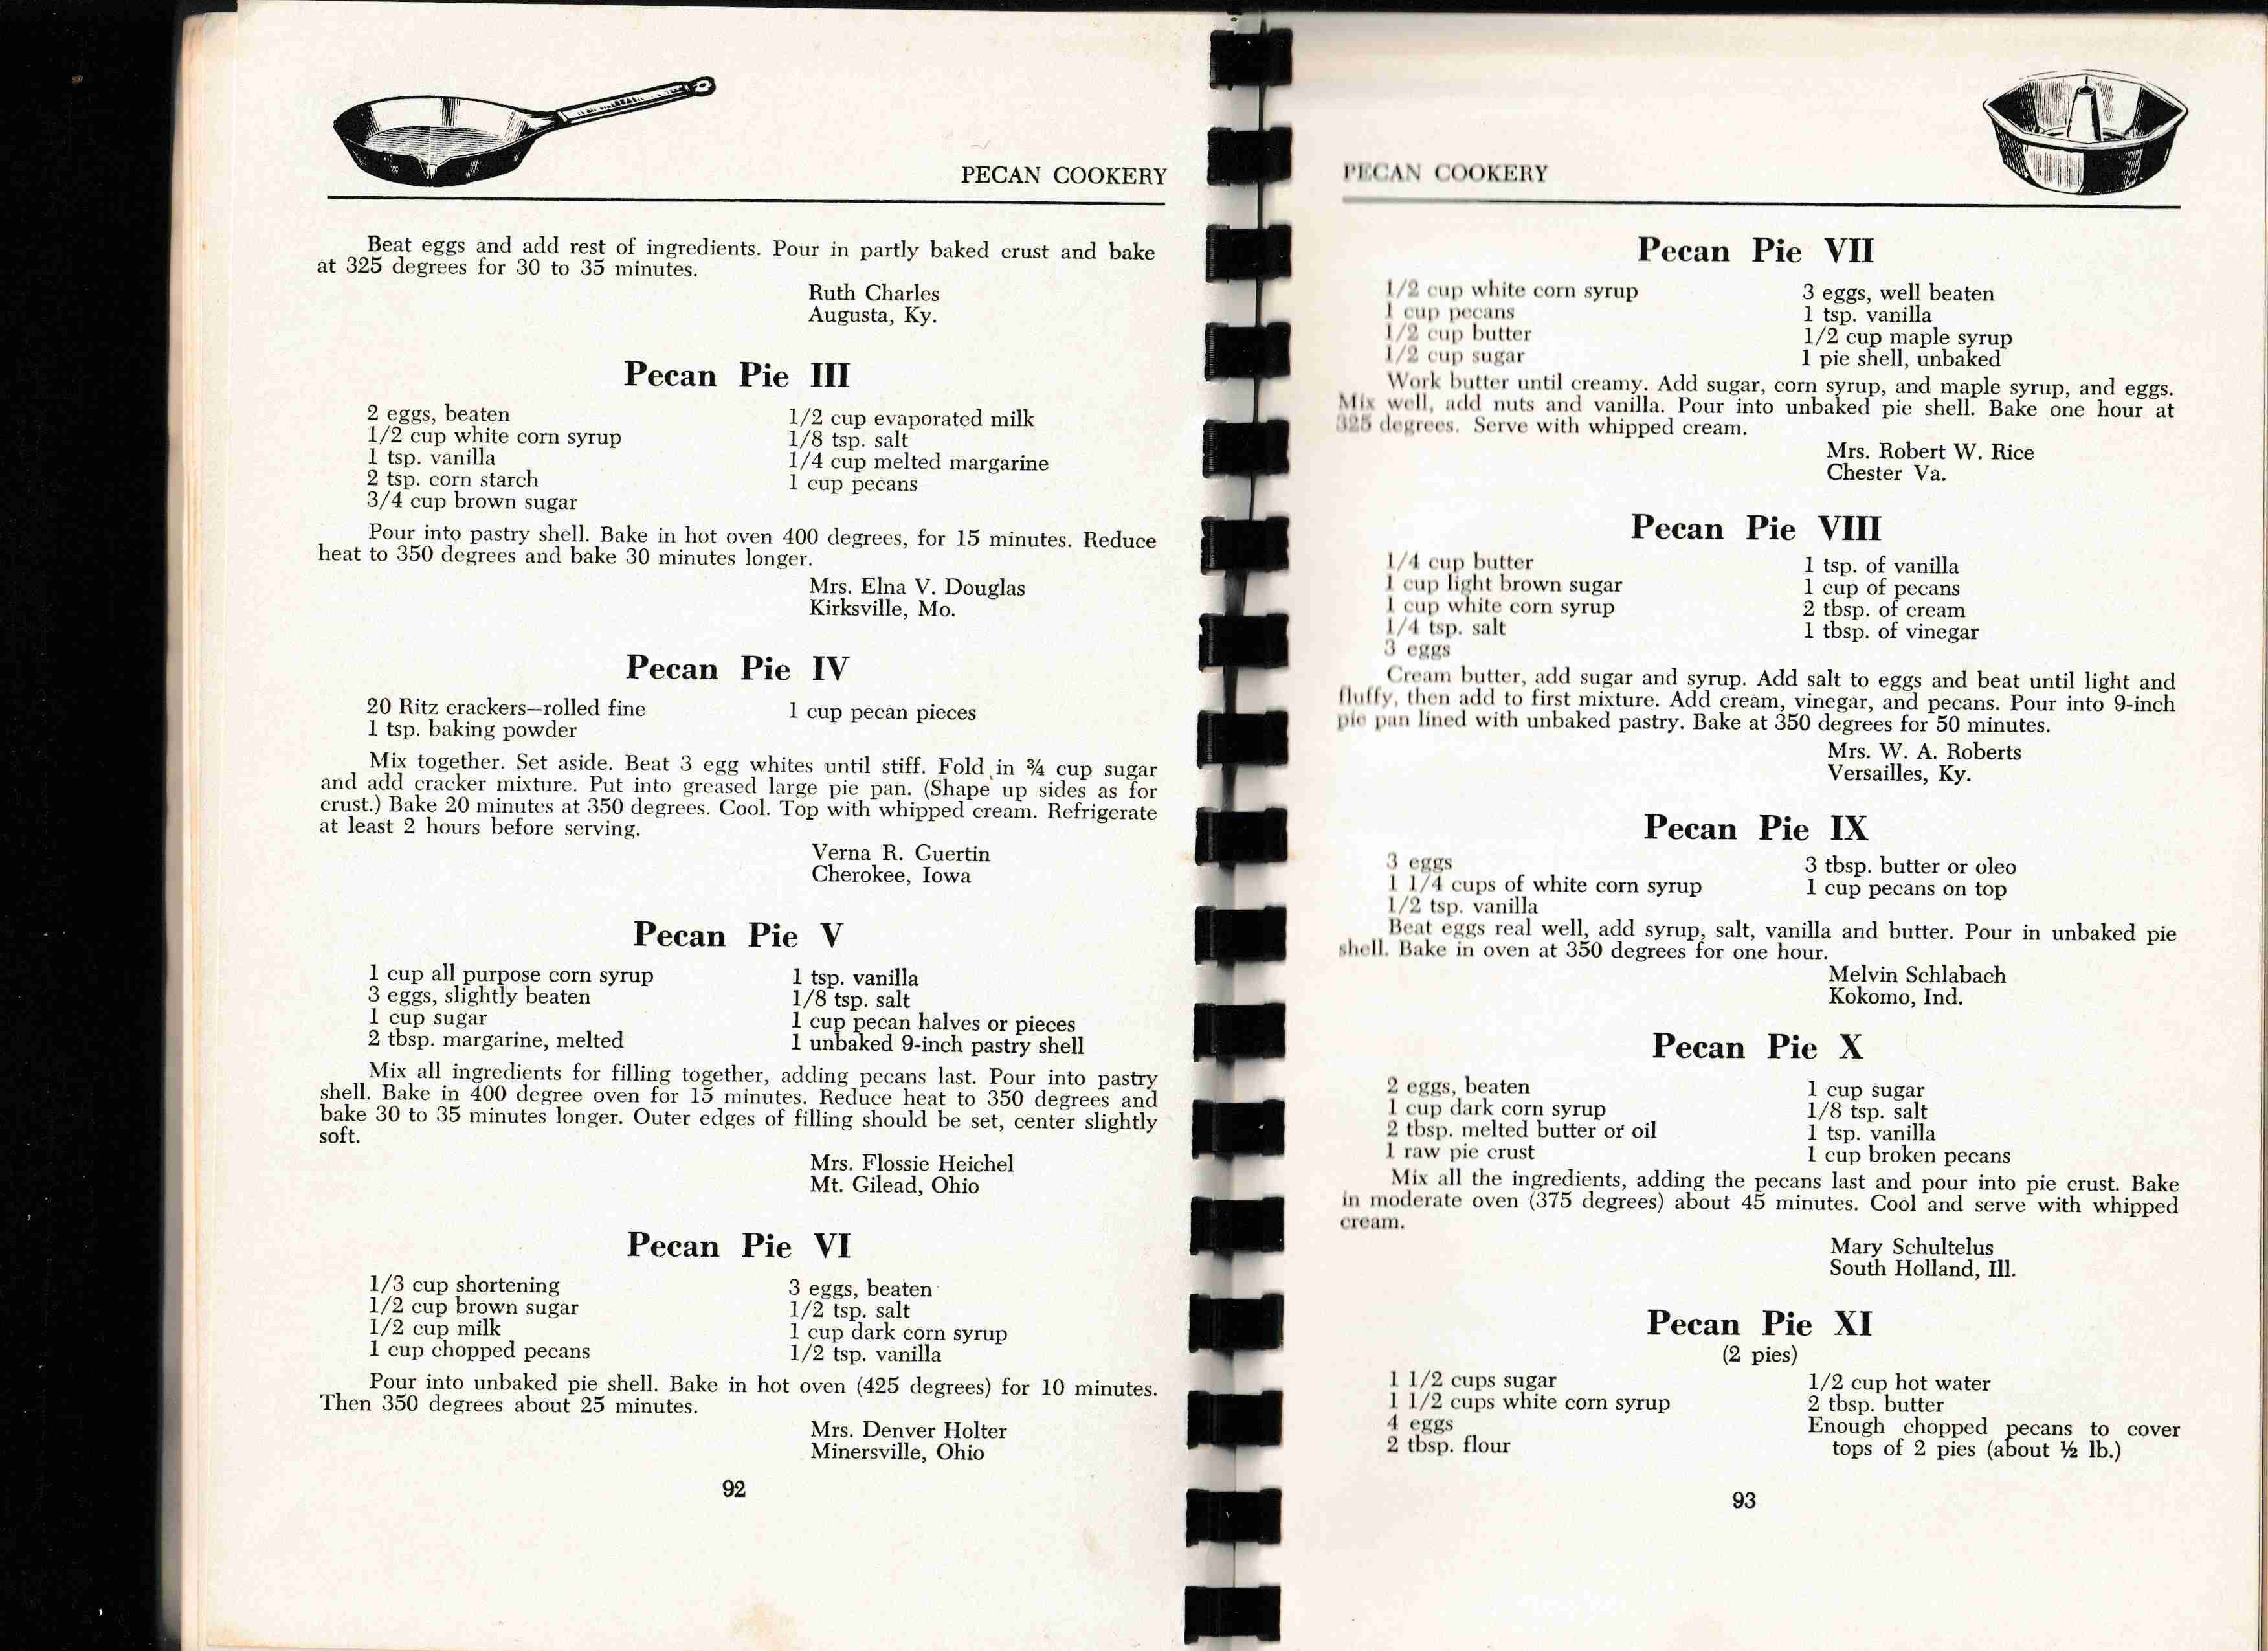 PECAN COOKERY
Beat eggs and add rest of ingredients. Pour in partly baked crust and bake
at 325 degrees for 30 to 35 minutes.
Ruth Charles
Augusta, Ky.
Pecan Pie III
2 eggs, beaten
1/2 cup white corn syrup
1 tsp. vanilla
2 tsp. corn starch
3/4 cup brown sugar
1/2 cup evaporated milk
1/8 tsp. salt
1/4 cup melted margarine
1 cup pecans
Pour into pastry shell. Bake in hot oven 400 degrees, for 15 minutes. Reduce
heat to 350 degrees and bake 30 minutes longer.
Mrs. Elna V. Douglas
Kirksville, Mo.
Pecan Pie IV
20 Ritz crackers—rolled fine
1 tsp. baking powder
1 cup pecan pieces
Mix together. Set aside. Beat 3 egg whites until stiff. Fold in ¾ cup sugar
and add cracker mixture. Put into greased large pie pan. (Shape up sides as for
crust.) Bake 20 minutes at 350 degrees. Cool. Top with whipped cream. Refrigerate
at least 2 hours before serving.
Verna R. Guertin
Cherokee, Iowa
Pecan Pie V
1 cup all purpose corn syrup
3 eggs, slightly beaten
1 cup sugar
2 tbsp. margarine, melted
1 tsp. vanilla
1/8 tsp. salt
1 cup pecan halves or pieces
1 unbaked 9-inch pastry shell
Mix all ingredients for filling together, adding pecans last. Pour into pastry
shell. Bake in 400 degree oven for 15 minutes. Reduce heat to 350 degrees and
bake 30 to 35 minutes longer. Outer edges of filling should be set, center slightly
soft.
Mrs. Flossie Heichel
Mt. Gilead, Ohio
Pecan Pie VI
1/3 cup shortening
1/2 cup brown sugar
1/2 cup milk
1 cup chopped pecans
3 eggs, beaten
1/2 tsp. salt
1 cup dark corn syrup
1/2 tsp. vanilla
Pour into unbaked pie shell. Bake in hot oven (425 degrees) for 10 minutes.
Then 350 degrees about 25 minutes.
Mrs. Denver Holter
Minersville, Ohio
92
PECAN COOKERY
Pecan Pie VII
1/2 cup white corn syrup
1 cup pecans
1/2 cup butter
1/2 cup sugar
3 eggs, well beaten
1 tsp. vanilla
1/2 cup maple syrup
1 pie shell, unbaked
Work butter until creamy. Add sugar, corn syrup, and maple syrup, and eggs.
Mix well, add nuts and vanilla. Pour into unbaked pie shell. Bake one hour at
325 degrees. Serve with whipped cream.
Mrs. Robert W. Rice
Chester Va.
Pecan Pie VIII
1/4 cup butter
1 cup light brown sugar
1 cup white corn syrup
1/4 tsp. salt
3 eggs
1 tsp. of vanilla
1 cup of pecans
2 tbsp. of cream
1 tbsp. of vinegar
Cream butter, add sugar and syrup. Add salt to eggs and beat until light and
fluffy, then add to first mixture. Add cream, vinegar, and pecans. Pour into 9-inch
pie pan lined with unbaked pastry. Bake at 350 degrees for 50 minutes.
Mrs. W. A. Roberts
Versailles, Ky.
Pecan Pie IX
3 eggs
1 1/4 cups of white corn syrup
1/2 tsp. vanilla
3 tbsp. butter or oleo
1 cup pecans on top
Beat eggs real well, add syrup, salt, vanilla and butter. Pour in unbaked pie
shell. Bake in oven at 350 degrees for one hour.
Melvin Schlabach
Kokomo, Ind.
Pecan Pie X
2 eggs, beaten
1 cup dark corn syrup
2 tbsp. melted butter or oil
1 raw pie crust
1 cup sugar
1/8 tsp. salt
1 tsp. vanilla
1 cup broken pecans
Mix all the ingredients, adding the pecans last and pour into pie crust. Bake
in moderate oven (375 degrees) about 45 minutes. Cool and serve with whipped
cream.
Mary Schultelus
South Holland, Ill.
Pecan Pie XI
(2 pies)
1 1/2 cups sugar
1 1/2 cups white corn syrup
4 eggs
2 tbsp. flour
1/2 cup hot water
2 tbsp. butter
Enough chopped pecans to cover
tops of 2 pies (about ½ lb.)
93